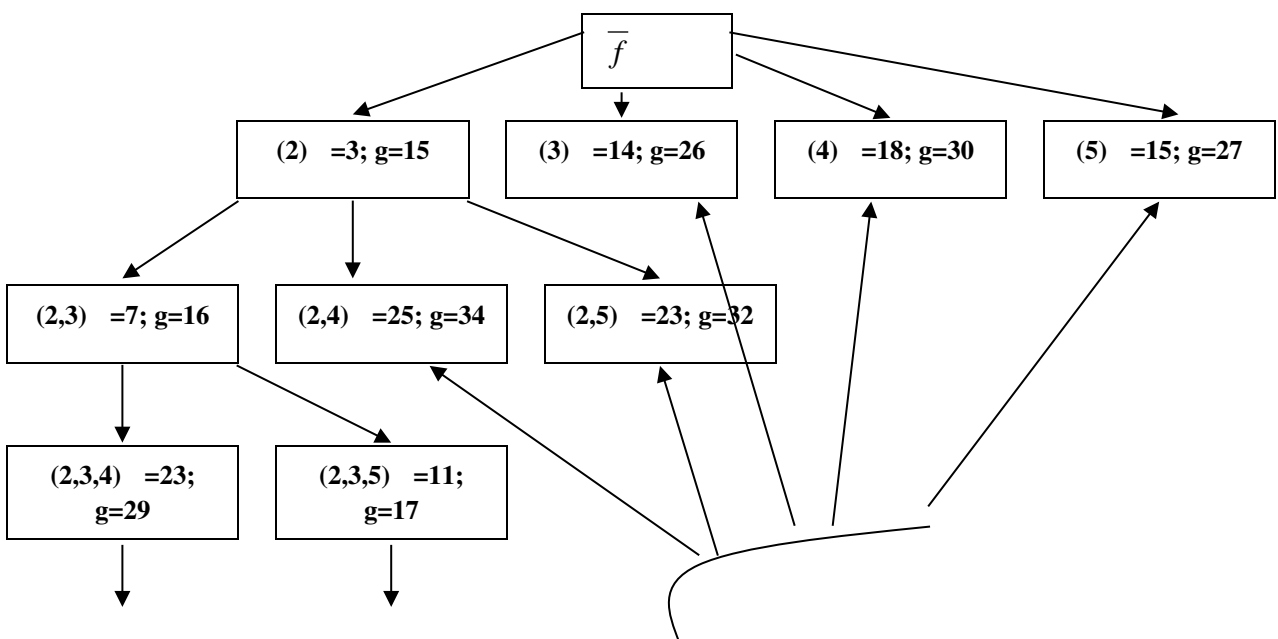 f̅
(2) =3; g=15
(3) =14; g=26
(4) =18; g=30
(5) =15; g=27
(2,3) =7; g=16
(2,4) =25; g=34
(2,5) =23; g=32
(2,3,4) =23;
g=29
(2,3,5) =11;
g=17